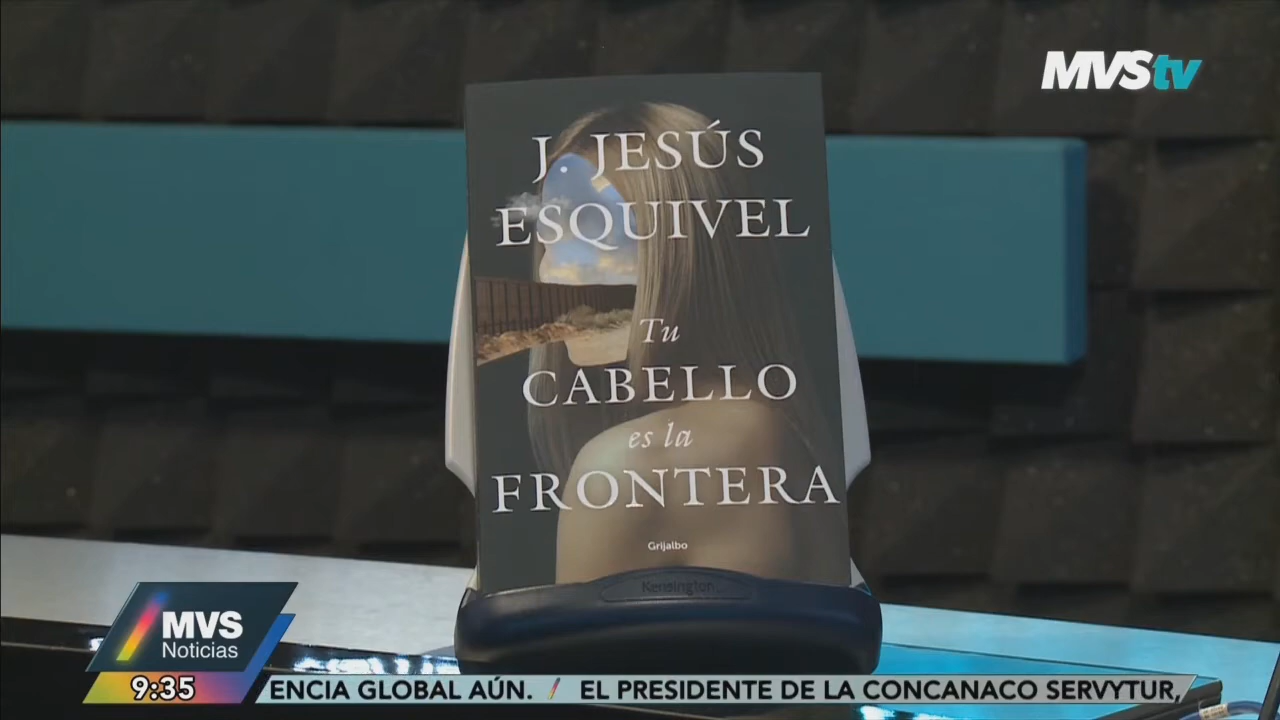 MVStv
J. JESÚS
ESQUIVEL
Tu
CABELLO
es la
FRONTERA
Grijalbo
Kensington
MVS
Noticias
9:35
ENCIA GLOBAL AÚN. / EL PRESIDENTE DE LA CONCANACO SERVYTUR,